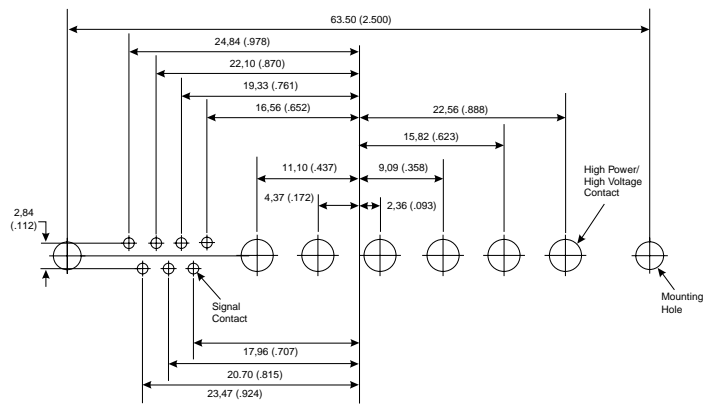 63.50 (2.500)
24,84 (.978)
22,10 (.870)
19,33 (.761)
16,56 (.652)
22,56 (.888)
15,82 (.623)
11,10 (.437)
9,09 (.358)
High Power/
High Voltage
Contact
4,37 (.172)
2,36 (.093)
2,84
(.112)
Signal
Contact
Mounting
Hole
17,96 (.707)
20.70 (.815)
23,47 (.924)